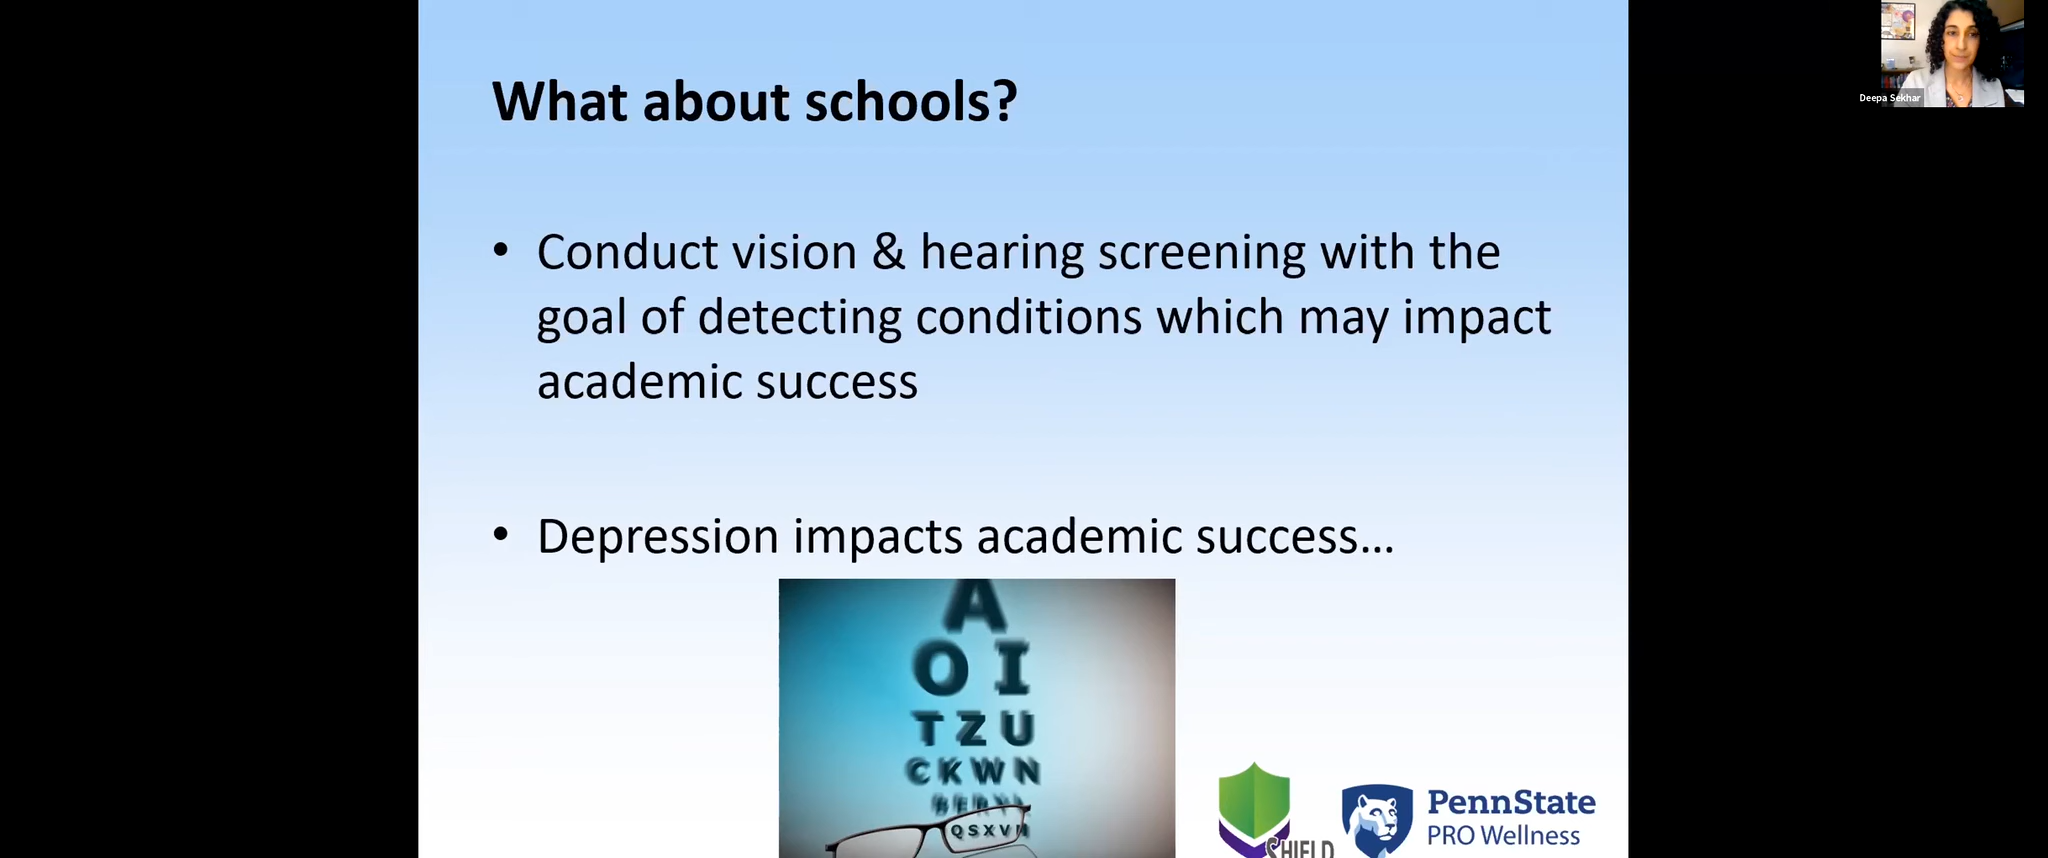 What about schools?
Deepa Sekhar
• Conduct vision & hearing screening with the
goal of detecting conditions which may impact
academic success
• Depression impacts academic success…
A
O I
T Z U
C K W N
Q S X V
SHIELD
PennState
PRO Wellness